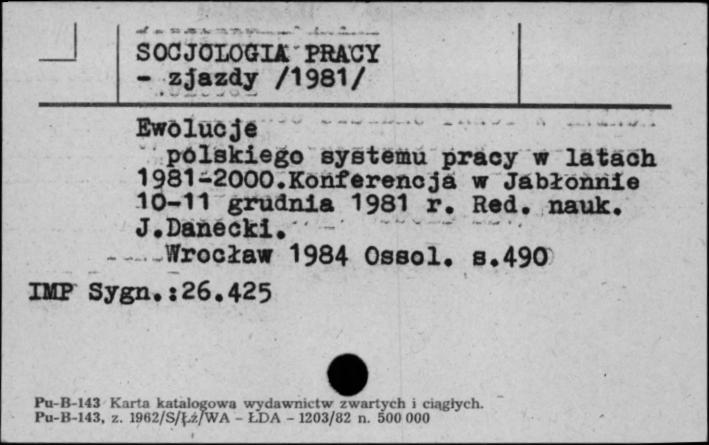 SOCJOLOGIA PRACY
- zjazdy /1981/
Ewolucje
polskiego systemu pracy w latach
1981-2000.Konferencja w Jabłonnie
10-11 grudnia 1981 r. Red. nauk.
J.Danecki.
Wrocław 1984 Ossol. s.490
IMP Sygn.:26.425
Pu-B-143 Karta katalogowa wydawnictw zwartych i ciągłych.
Pu-B-143, z. 1962/S/Łż/WA - ŁDA - 1203/82 n. 500 000